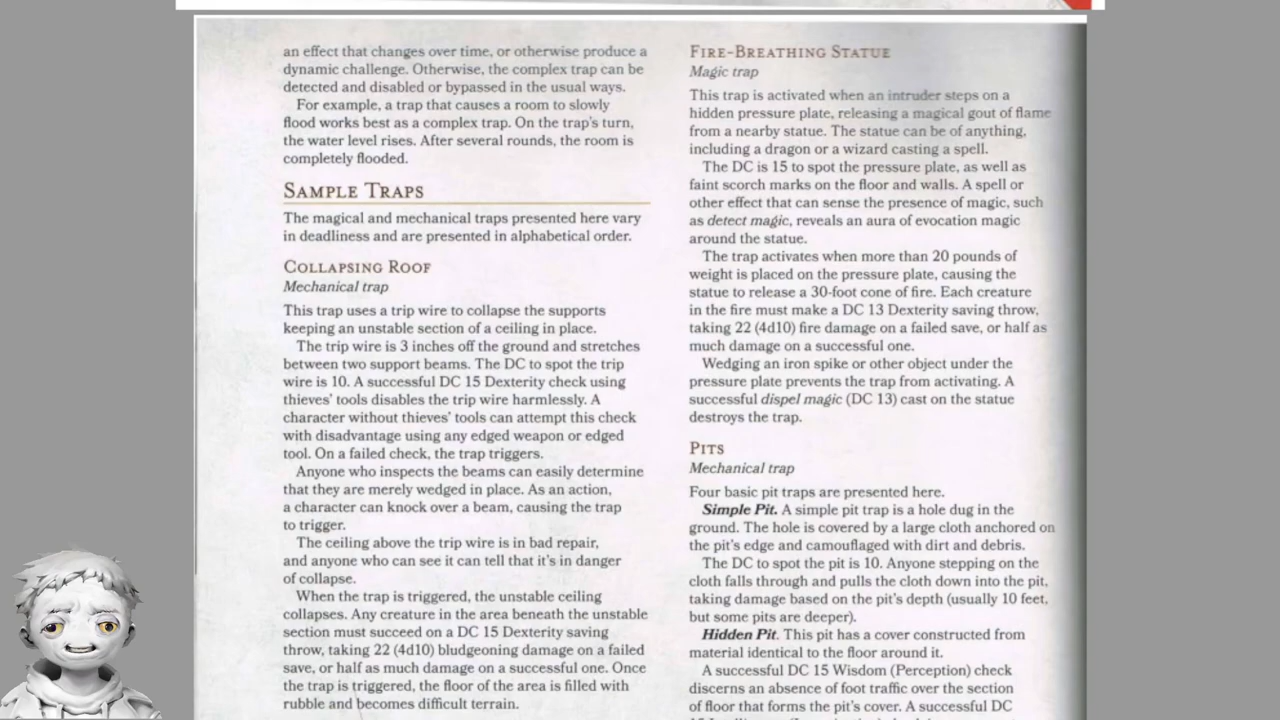 an effect that changes over time, or otherwise produce a
dynamic challenge. Otherwise, the complex trap can be
detected and disabled or bypassed in the usual ways.
For example, a trap that causes a room to slowly
flood works best as a complex trap. On the trap's turn,
the water level rises. After several rounds, the room is
completely flooded.
SAMPLE TRAPS
The magical and mechanical traps presented here vary
in deadliness and are presented in alphabetical order.
COLLAPSING ROOF
Mechanical trap
This trap uses a trip wire to collapse the supports
keeping an unstable section of a ceiling in place.
The trip wire is 3 inches off the ground and stretches
between two support beams. The DC to spot the trip
wire is 10. A successful DC 15 Dexterity check using
thieves' tools disables the trip wire harmlessly. A
character without thieves' tools can attempt this check
with disadvantage using any edged weapon or edged
tool. On a failed check, the trap triggers.
Anyone who inspects the beams can easily determine
that they are merely wedged in place. As an action,
a character can knock over a beam, causing the trap
to trigger.
The ceiling above the trip wire is in bad repair,
and anyone who can see it can tell that it's in danger
of collapse.
When the trap is triggered, the unstable ceiling
collapses. Any creature in the area beneath the unstable
section must succeed on a DC 15 Dexterity saving
throw, taking 22 (4d10) bludgeoning damage on a failed
save, or half as much damage on a successful one. Once
the trap is triggered, the floor of the area is filled with
rubble and becomes difficult terrain.
FIRE-BREATHING STATUE
Magic trap
This trap is activated when an intruder steps on a
hidden pressure plate, releasing a magical gout of flame
from a nearby statue. The statue can be of anything,
including a dragon or a wizard casting a spell.
The DC is 15 to spot the pressure plate, as well as
faint scorch marks on the floor and walls. A spell or
other effect that can sense the presence of magic, such
as detect magic, reveals an aura of evocation magic
around the statue.
The trap activates when more than 20 pounds of
weight is placed on the pressure plate, causing the
statue to release a 30-foot cone of fire. Each creature
in the fire must make a DC 13 Dexterity saving throw,
taking 22 (4d10) fire damage on a failed save, or half as
much damage on a successful one.
Wedging an iron spike or other object under the
pressure plate prevents the trap from activating. A
successful dispel magic (DC 13) cast on the statue
destroys the trap.
PITS
Mechanical trap
Four basic pit traps are presented here.
Simple Pit. A simple pit trap is a hole dug in the
ground. The hole is covered by a large cloth anchored on
the pit's edge and camouflaged with dirt and debris.
The DC to spot the pit is 10. Anyone stepping on the
cloth falls through and pulls the cloth down into the pit,
taking damage based on the pit's depth (usually 10 feet,
but some pits are deeper).
Hidden Pit. This pit has a cover constructed from
material identical to the floor around it.
A successful DC 15 Wisdom (Perception) check
discerns an absence of foot traffic over the section
of floor that forms the pit's cover. A successful DC